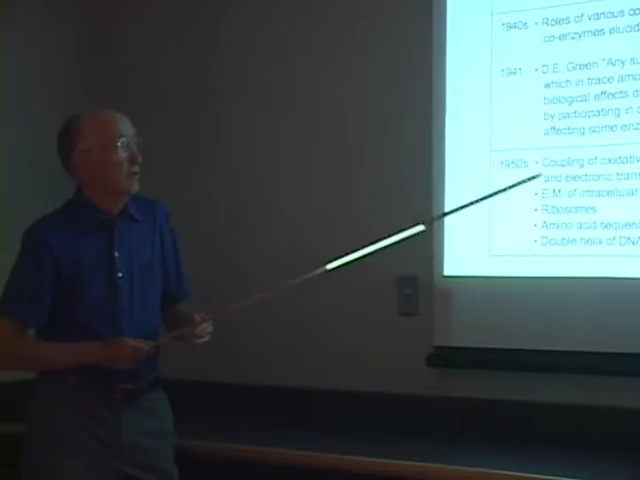 1940s • Roles of various co
co-enzymes elucid
1941 • D.E. Green "Any su
which in trace amo
biological effects d
by participating in
affecting some enz
1950s • Coupling of oxidativ
and electronic trans
• E.M. of intracellular
• Ribosomes
• Amino acid sequenc
• Double helix of DNA